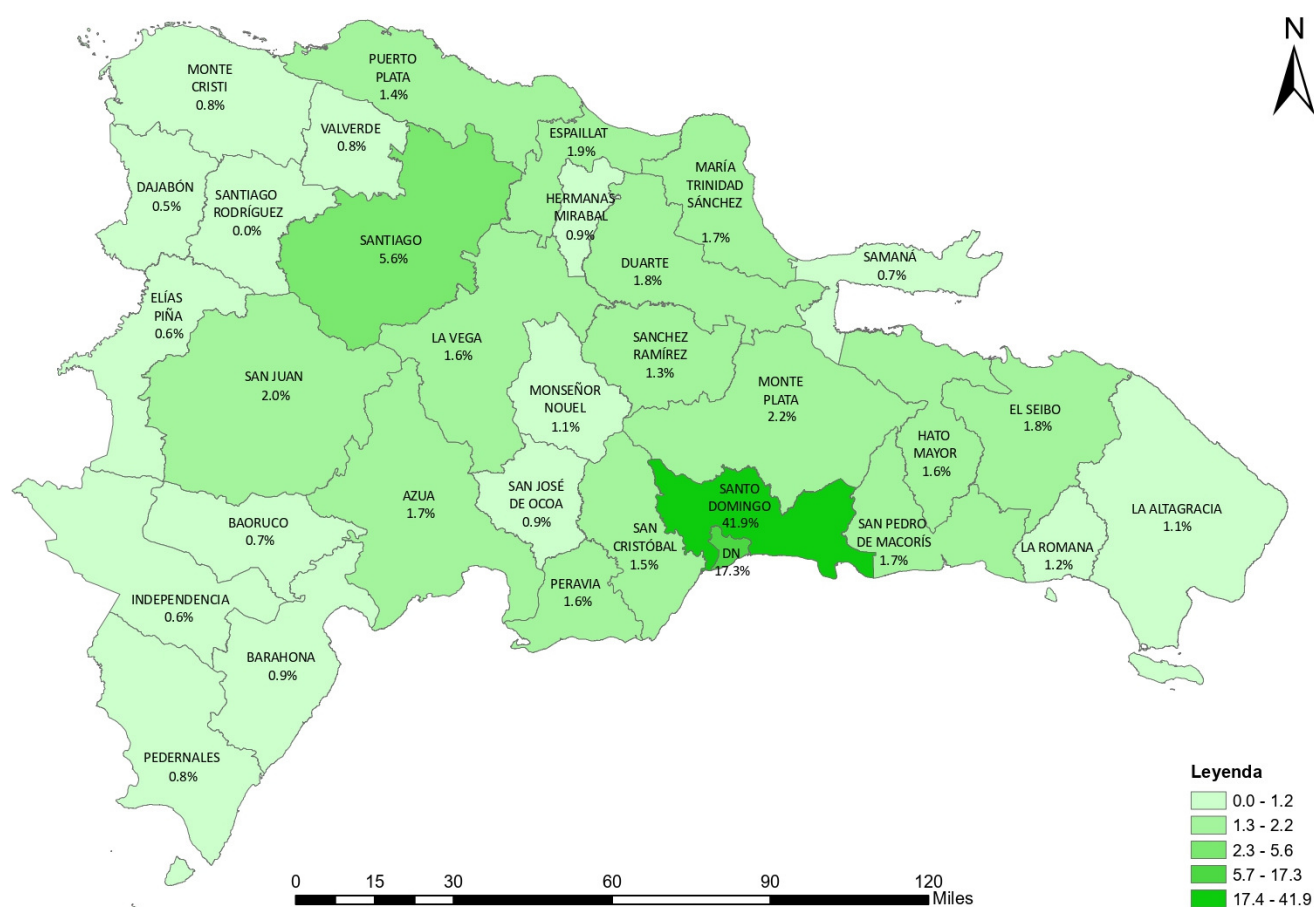 N
PUERTO
PLATA
1.4%
MONTE
CRISTI
0.8%
VALVERDE
0.8%
ESPAILLAT
1.9%
MARÍA
TRINIDAD
SÁNCHEZ
1.7%
DAJABÓN
0.5%
SANTIAGO
RODRÍGUEZ
0.0%
HERMANAS
MIRABAL
0.9%
SANTIAGO
5.6%
DUARTE
1.8%
SAMANÁ
0.7%
ELÍAS
PIÑA
0.6%
LA VEGA
1.6%
SANCHEZ
RAMÍREZ
1.3%
SAN JUAN
2.0%
MONSEÑOR
NOUEL
1.1%
MONTE
PLATA
2.2%
EL SEIBO
1.8%
HATO
MAYOR
1.6%
AZUA
1.7%
SAN JOSÉ
DE OCOA
0.9%
SANTO
DOMINGO
41.9%
LA ALTAGRACIA
1.1%
BAORUCO
0.7%
SAN
CRISTÓBAL
1.5%
DN
17.3%
SAN PEDRO
DE MACORÍS
1.7%
LA ROMANA
1.2%
PERAVIA
1.6%
INDEPENDENCIA
0.6%
BARAHONA
0.9%
PEDERNALES
0.8%
Leyenda
0.0 - 1.2
1.3 - 2.2
2.3 - 5.6
5.7 - 17.3
17.4 - 41.9
0 15 30 60 90 120
Miles